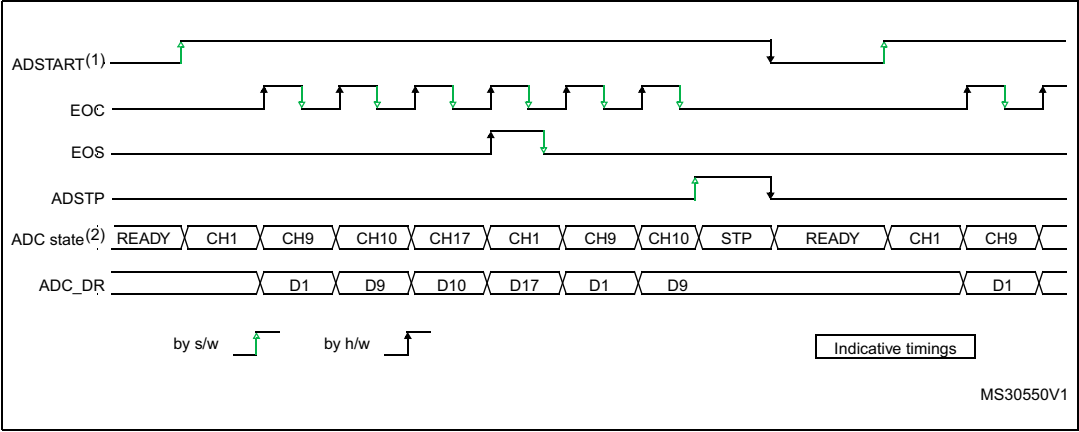 ADSTART(1)
EOC
EOS
ADSTP
ADC state(2) READY CH1 CH9 CH10 CH17 CH1 CH9 CH10 STP READY CH1 CH9
ADC_DR D1 D9 D10 D17 D1 D9 D1
by s/w by h/w Indicative timings
MS30550V1